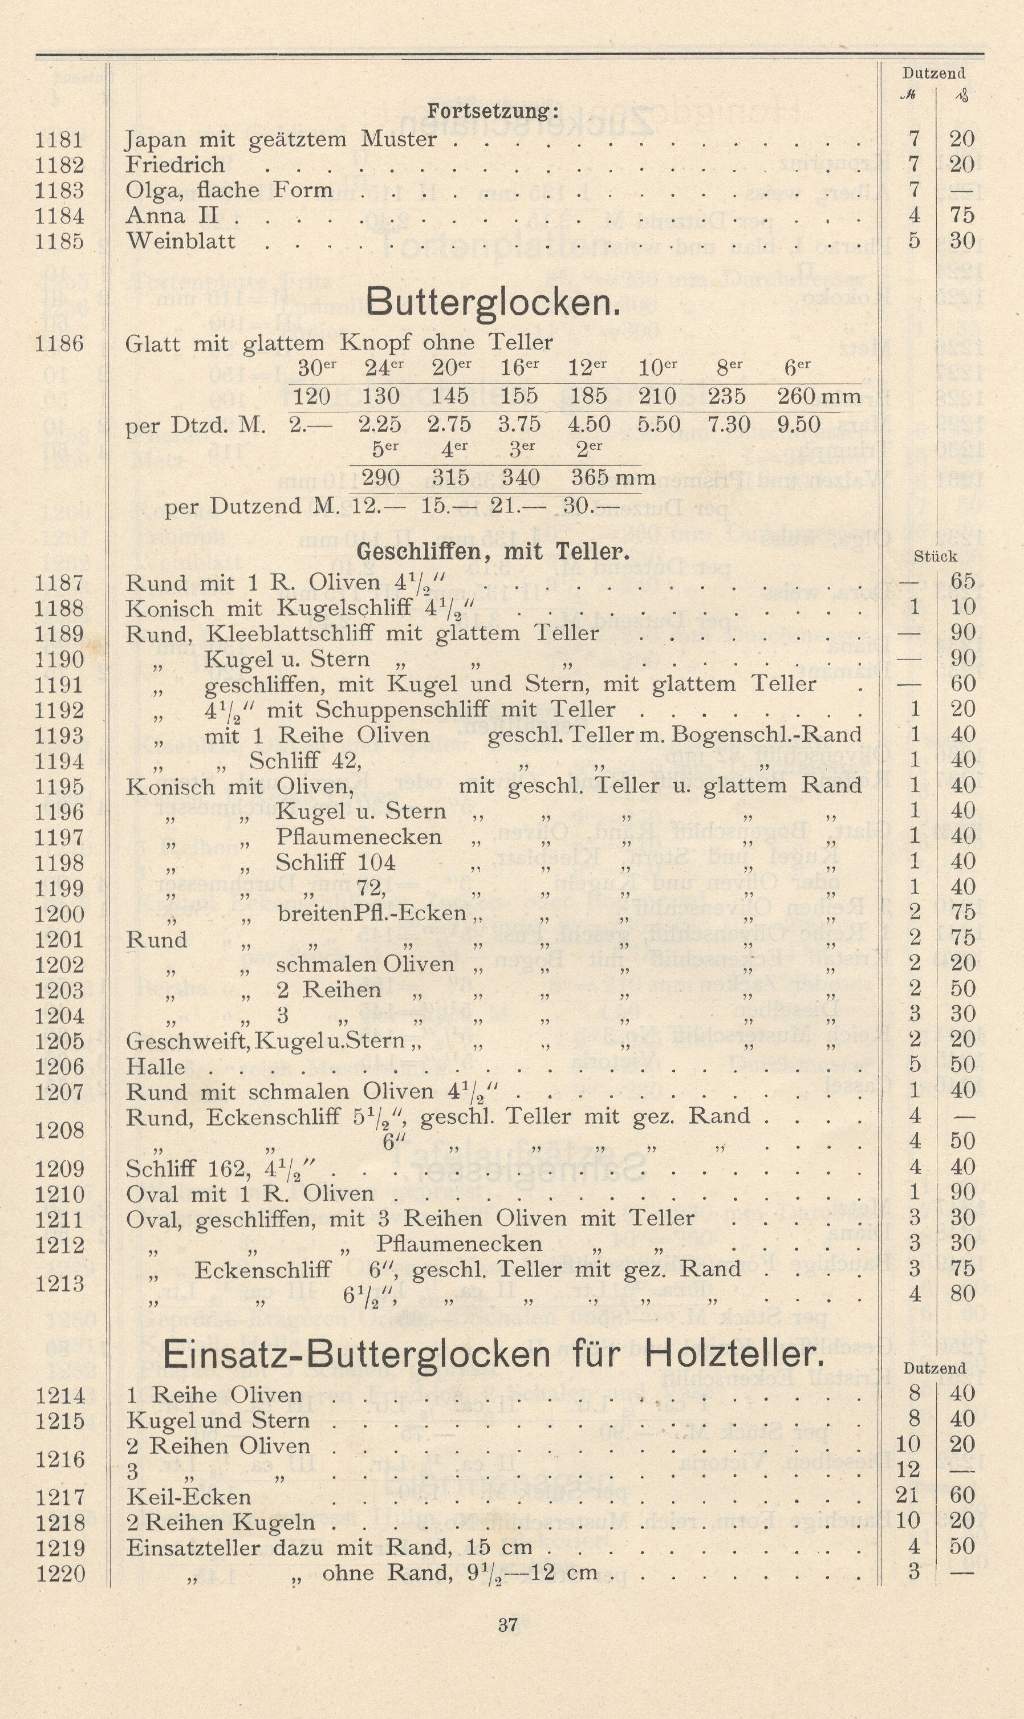 Dutzend
ℳ ₰
Fortsetzung:
1181 Japan mit geätztem Muster . . . . . . . . . . . . . . 7 20
1182 Friedrich . . . . . . . . . . . . . . . . . . . . 7 20
1183 Olga, flache Form . . . . . . . . . . . . . . . . . 7 —
1184 Anna II . . . . . . . . . . . . . . . . . . . . . 4 75
1185 Weinblatt . . . . . . . . . . . . . . . . . . . . 5 30
Butterglocken.
1186 Glatt mit glattem Knopf ohne Teller
30er 24er 20er 16er 12er 10er 8er 6er
120 130 145 155 185 210 235 260 mm
per Dtzd. M. 2.— 2.25 2.75 3.75 4.50 5.50 7.30 9.50
5er 4er 3er 2er
290 315 340 365 mm
per Dutzend M. 12.— 15.— 21.— 30.—
Geschliffen, mit Teller.
Stück
1187 Rund mit 1 R. Oliven 4½″ . . . . . . . . . . . . . . — 65
1188 Konisch mit Kugelschliff 4½″ . . . . . . . . . . . . 1 10
1189 Rund, Kleeblattschliff mit glattem Teller . . . . . . . . — 90
1190 „ Kugel u. Stern „ „ „ . . . . . . . . — 90
1191 „ geschliffen, mit Kugel und Stern, mit glattem Teller . — 60
1192 „ 4½″ mit Schuppenschliff mit Teller . . . . . . . . 1 20
1193 „ mit 1 Reihe Oliven geschl. Teller m. Bogenschl.-Rand 1 40
1194 „ „ Schliff 42, „ „ „ 1 40
1195 Konisch mit Oliven, mit geschl. Teller u. glattem Rand 1 40
1196 „ „ Kugel u. Stern „ „ „ „ „ 1 40
1197 „ „ Pflaumenecken „ „ „ „ „ 1 40
1198 „ „ Schliff 104 „ „ „ „ „ 1 40
1199 „ „ „ 72, „ „ „ „ „ 1 40
1200 „ „ breiten Pfl.-Ecken „ „ „ „ „ 2 75
1201 Rund „ „ „ „ „ „ „ „ 2 75
1202 „ „ schmalen Oliven „ „ „ „ „ 2 20
1203 „ „ 2 Reihen „ „ „ „ „ „ 2 50
1204 „ „ 3 „ „ „ „ „ „ „ 3 30
1205 Geschweift, Kugel u. Stern „ „ „ „ „ „ 2 20
1206 Halle . . . . . . . . . . . . . . . . . . . . . . 5 50
1207 Rund mit schmalen Oliven 4½″ . . . . . . . . . . . . 1 40
1208 Rund, Eckenschliff 5½″, geschl. Teller mit gez. Rand . . . . 4 —
„ „ 6″ „ „ „ „ „ . . . . 4 50
1209 Schliff 162, 4½″ . . . . . . . . . . . . . . . . . . 4 40
1210 Oval mit 1 R. Oliven . . . . . . . . . . . . . . . . 1 90
1211 Oval, geschliffen, mit 3 Reihen Oliven mit Teller . . . . . 3 30
1212 „ „ „ Pflaumenecken „ „ . . . . . 3 30
1213 „ Eckenschliff 6″, geschl. Teller mit gez. Rand . . . . 3 75
„ „ 6½″, „ „ „ „ „ . . . . 4 80
Einsatz-Butterglocken für Holzteller.
Dutzend
1214 1 Reihe Oliven . . . . . . . . . . . . . . . . . . 8 40
1215 Kugel und Stern . . . . . . . . . . . . . . . . . . 8 40
1216 2 Reihen Oliven . . . . . . . . . . . . . . . . . . 10 20
3 „ „ . . . . . . . . . . . . . . . . . . 12 —
1217 Keil-Ecken . . . . . . . . . . . . . . . . . . 21 60
1218 2 Reihen Kugeln . . . . . . . . . . . . . . . . . . 10 20
1219 Einsatzteller dazu mit Rand, 15 cm . . . . . . . . . . . 4 50
1220 „ „ ohne Rand, 9½—12 cm . . . . . . . . . 3 —
37